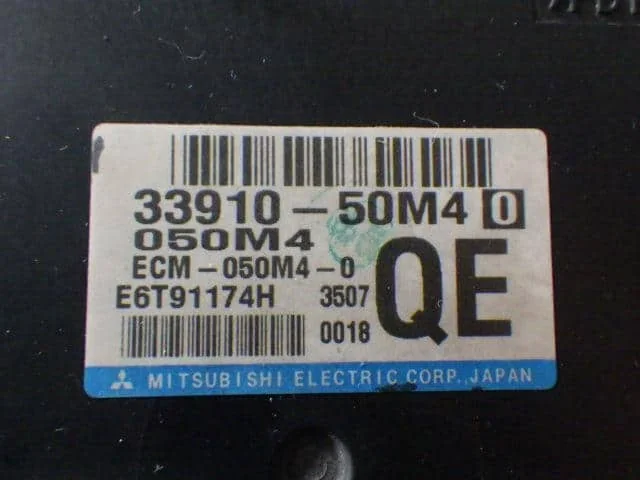 33910-50M4 0
050M4
ECM-050M4-0
QE
E6T91174H 3507
0018
MITSUBISHI ELECTRIC CORP., JAPAN